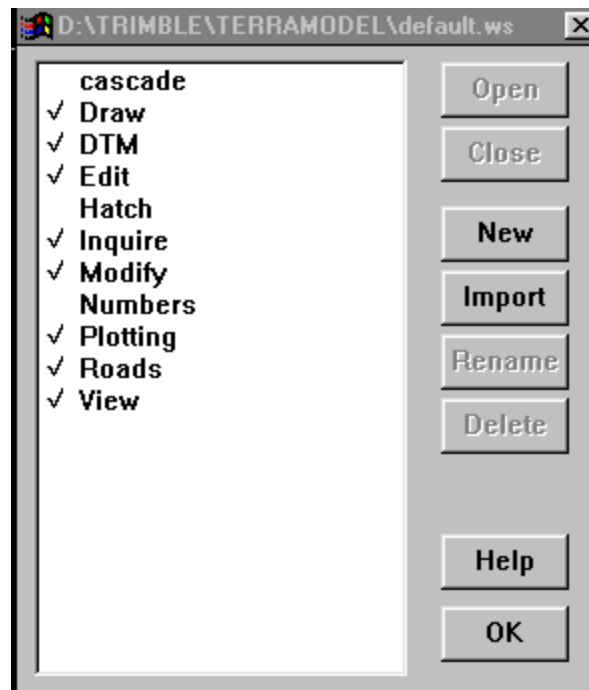 D:\TRIMBLE\TERRAMODEL\default.ws
cascade
Draw
DTM
Edit
Hatch
Inquire
Modify
Numbers
Plotting
Roads
View
Open
Close
New
Import
Rename
Delete
Help
OK